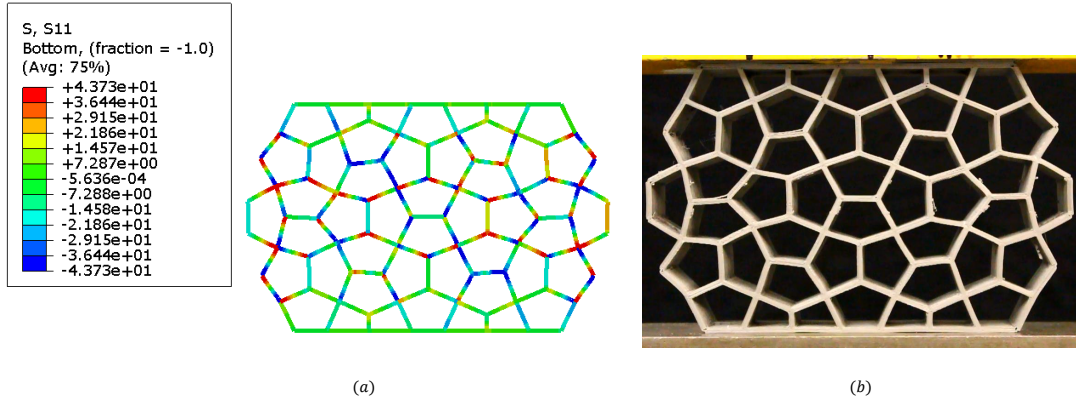 S, S11
Bottom, (fraction = -1.0)
(Avg: 75%)
+4.373e+01
+3.644e+01
+2.915e+01
+2.186e+01
+1.457e+01
+7.287e+00
-5.636e-04
-7.288e+00
-1.458e+01
-2.186e+01
-2.915e+01
-3.644e+01
-4.373e+01
(a)
(b)